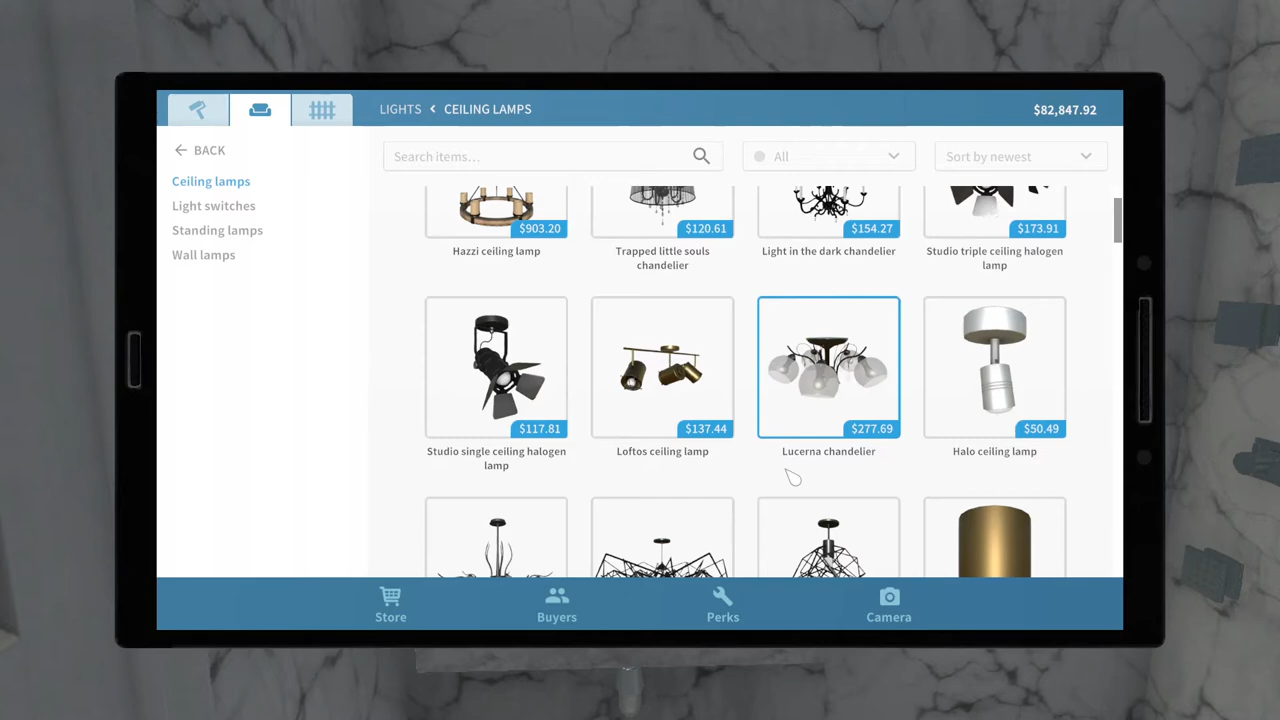 LIGHTS < CEILING LAMPS
$82,847.92
BACK
Search items...
All
Sort by newest
Ceiling lamps
Light switches
Standing lamps
Wall lamps
$903.20
$120.61
$154.27
$173.91
Hazzi ceiling lamp
Trapped little souls
chandelier
Light in the dark chandelier
Studio triple ceiling halogen
lamp
$117.81
$137.44
$277.69
$50.49
Studio single ceiling halogen
lamp
Loftos ceiling lamp
Lucerna chandelier
Halo ceiling lamp
Store
Buyers
Perks
Camera